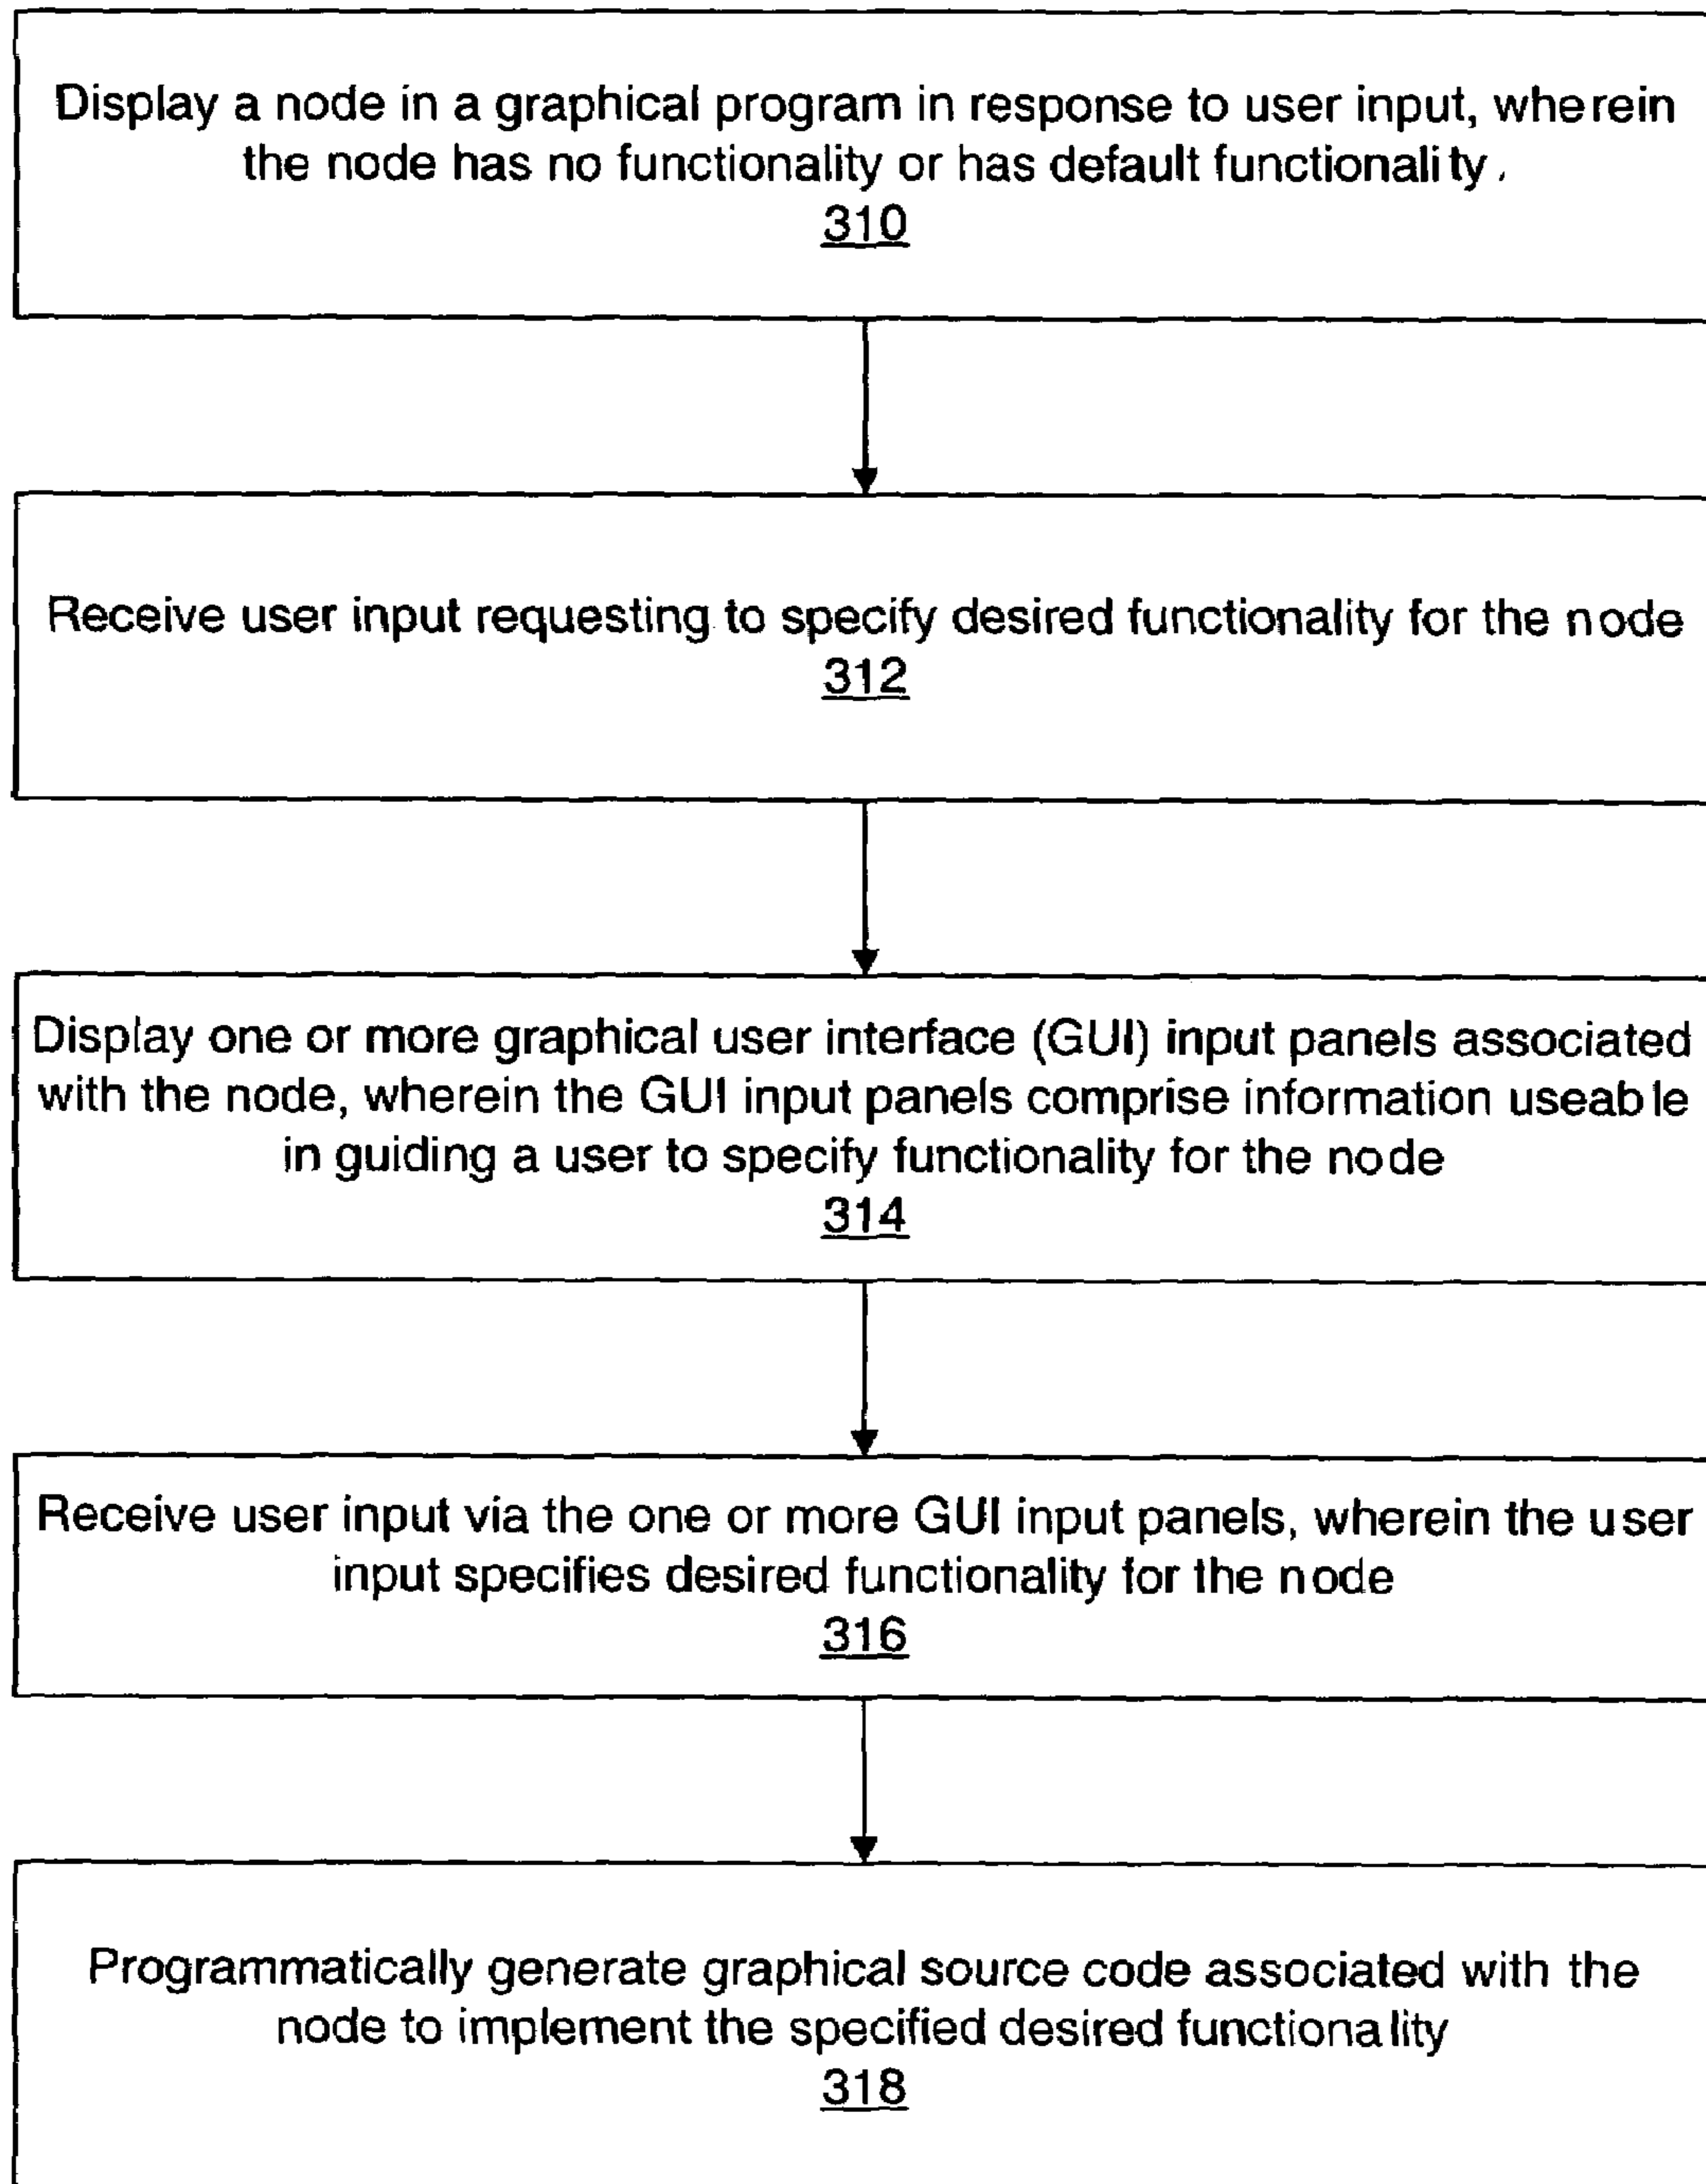 Display a node in a graphical program in response to user input, wherein
the node has no functionality or has default functionality.
310
Receive user input requesting to specify desired functionality for the node
312
Display one or more graphical user interface (GUI) input panels associated
with the node, wherein the GUI input panels comprise information useable
in guiding a user to specify functionality for the node
314
Receive user input via the one or more GUI input panels, wherein the user
input specifies desired functionality for the node
316
Programmatically generate graphical source code associated with the
node to implement the specified desired functionality
318